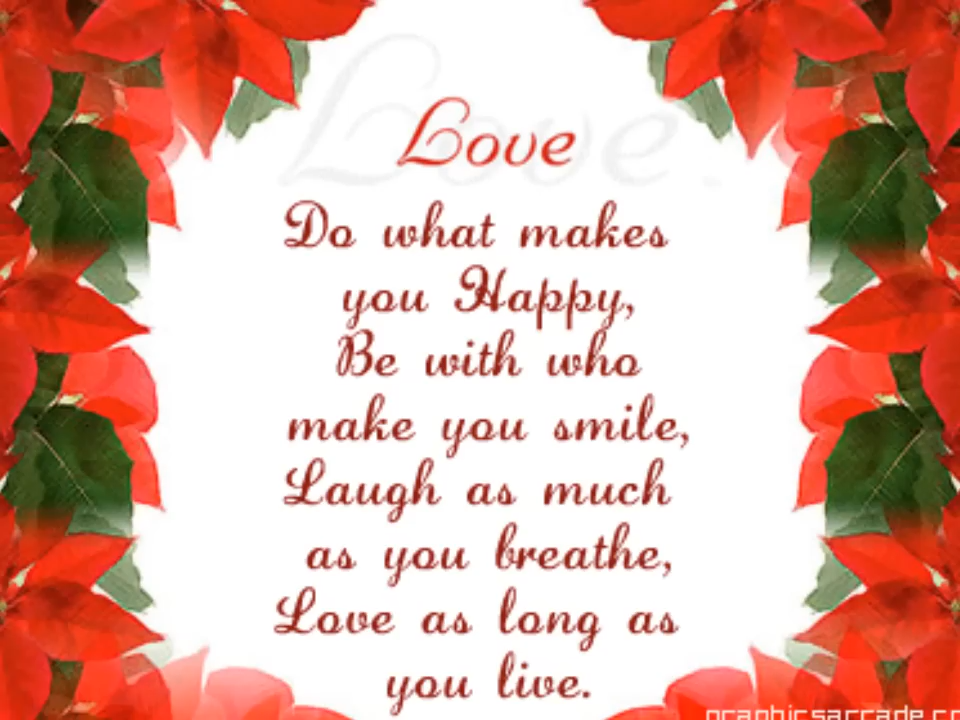 Love
Do what makes
you Happy,
Be with who
make you smile,
Laugh as much
as you breathe,
Love as long as
you live.